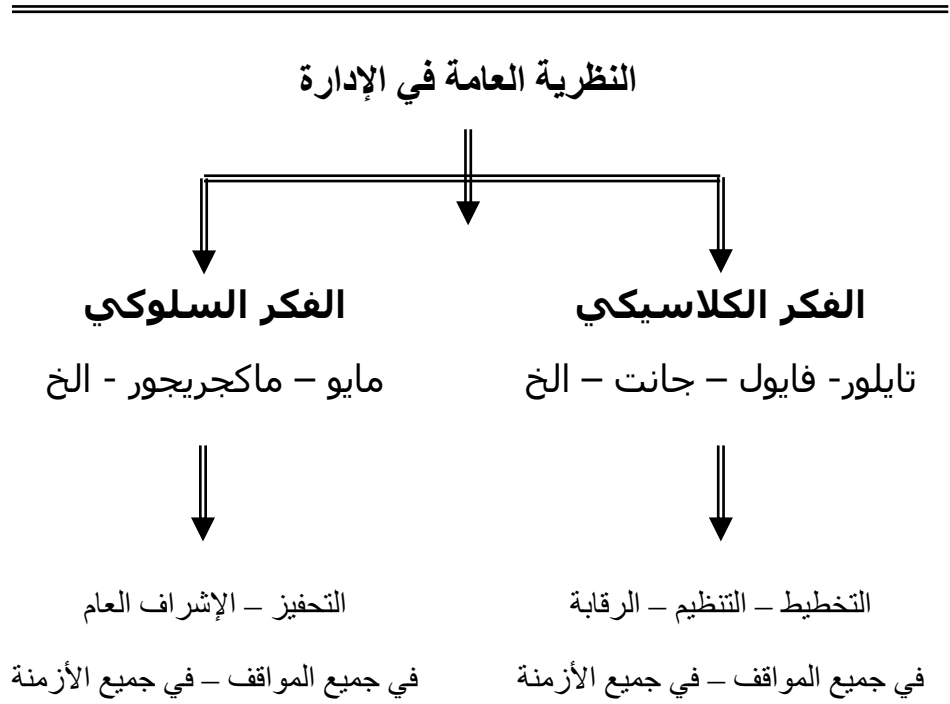 النظرية العامة في الإدارة
الفكر الكلاسيكي
تايلور- فايول – جانت – الخ
التخطيط – التنظيم – الرقابة
في جميع المواقف – في جميع الأزمنة
الفكر السلوكي
مايو – ماكجريجور - الخ
التحفيز – الإشراف العام
في جميع المواقف – في جميع الأزمنة